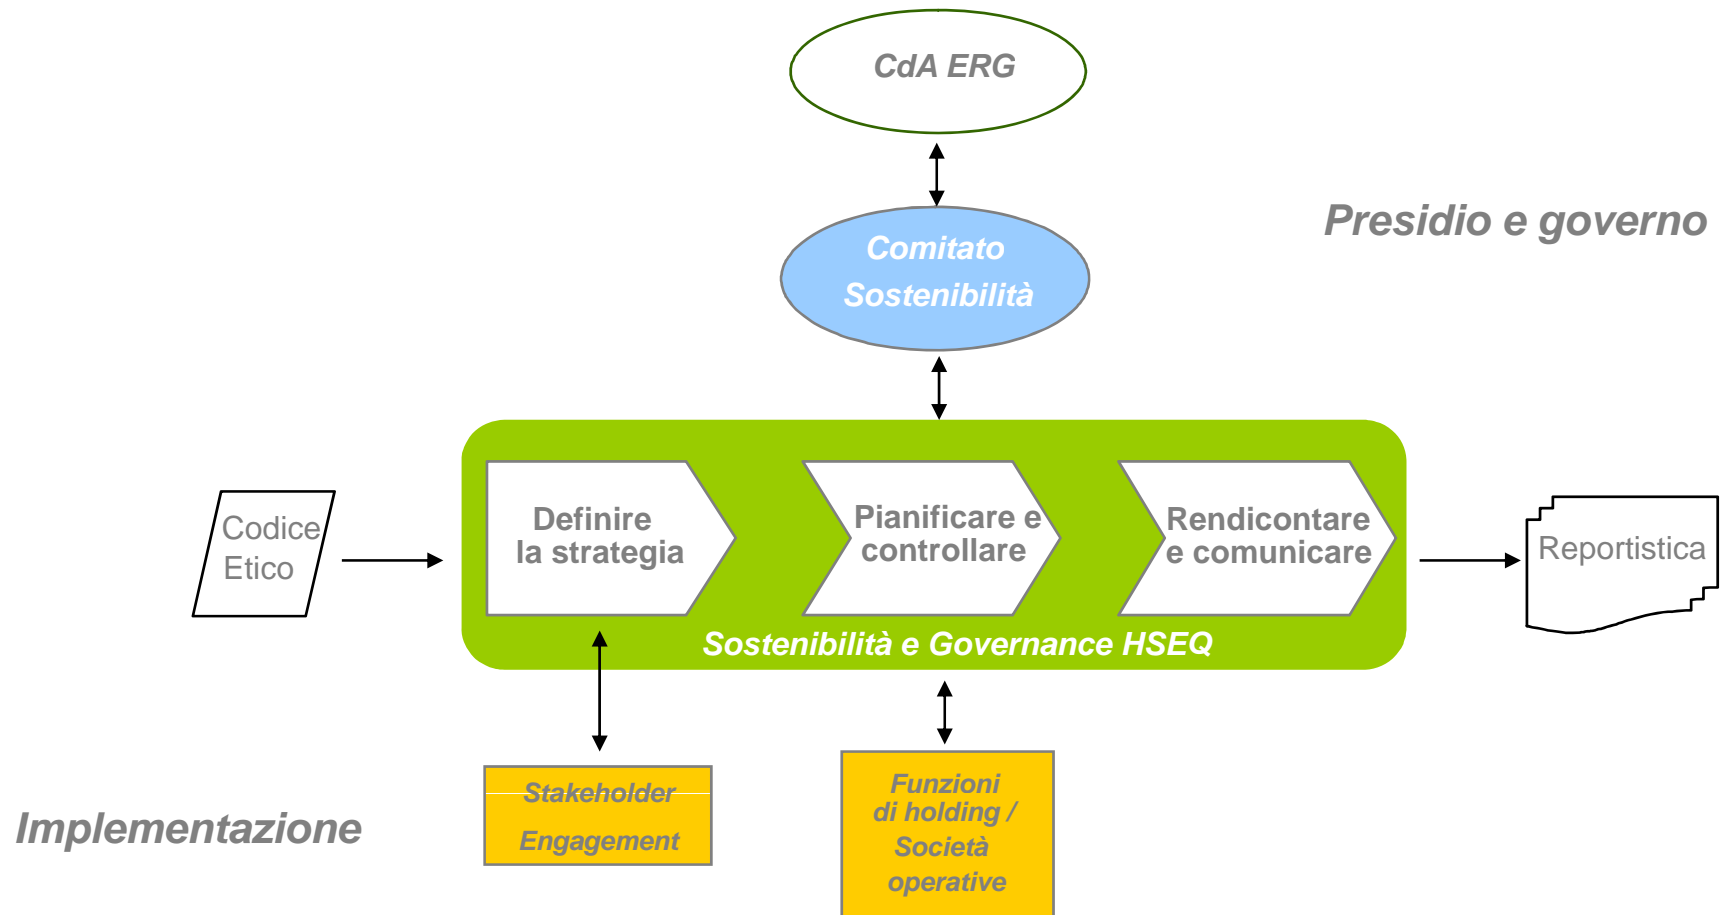 CdA ERG
Presidio e governo
Comitato
Sostenibilità
Codice
Etico
Definire
la strategia
Pianificare e
controllare
Rendicontare
e comunicare
Reportistica
Sostenibilità e Governance HSEQ
Implementazione
Stakeholder
Engagement
Funzioni
di holding /
Società
operative